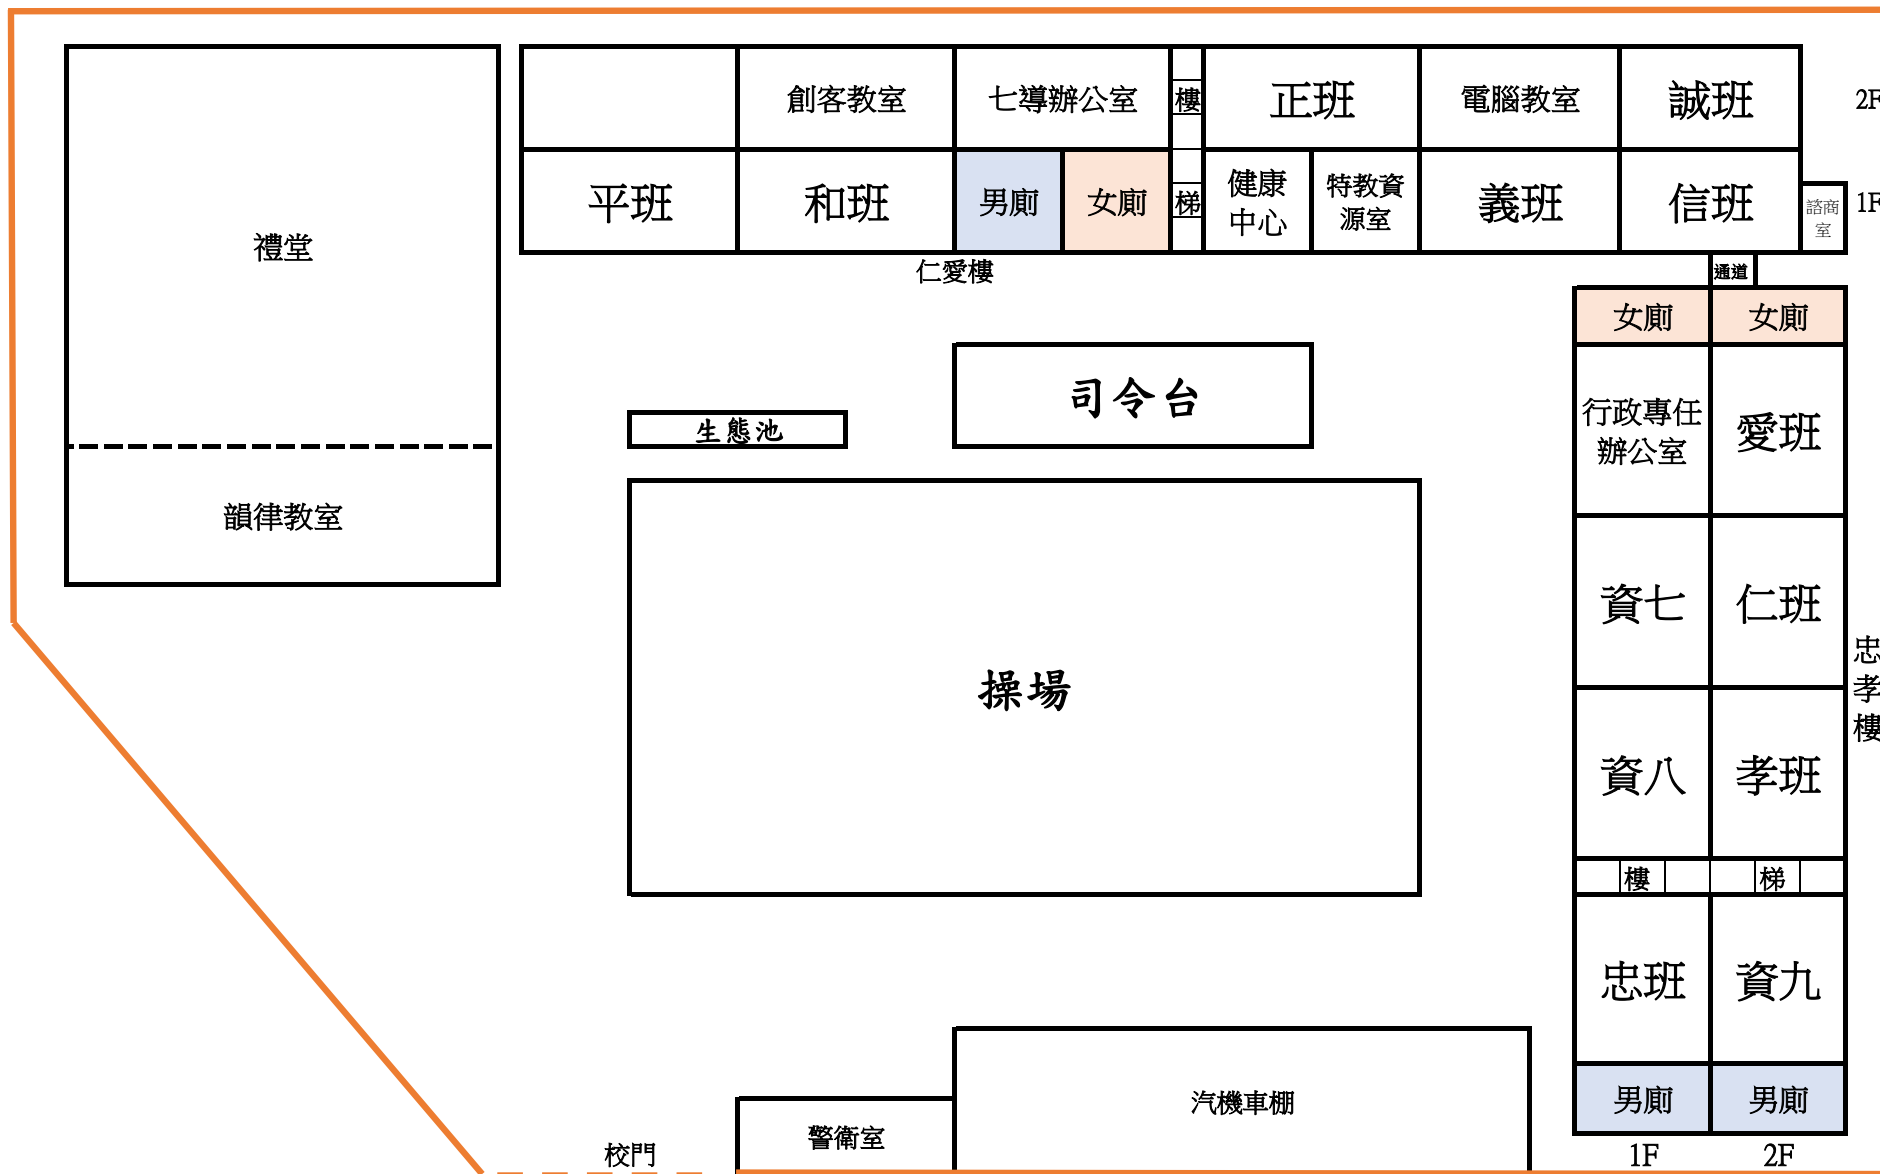 創客教室
七導辦公室
樓
正班
電腦教室
誠班
2F
平班
和班
男廁
女廁
梯
健康
中心
特教資
源室
義班
信班
諮商
室
1F
禮堂
仁愛樓
通道
女廁
女廁
司令台
生態池
行政專任
辦公室
愛班
韻律教室
資七
仁班
忠
孝
樓
操場
資八
孝班
樓
梯
忠班
資九
汽機車棚
男廁
男廁
警衛室
校門
1F
2F